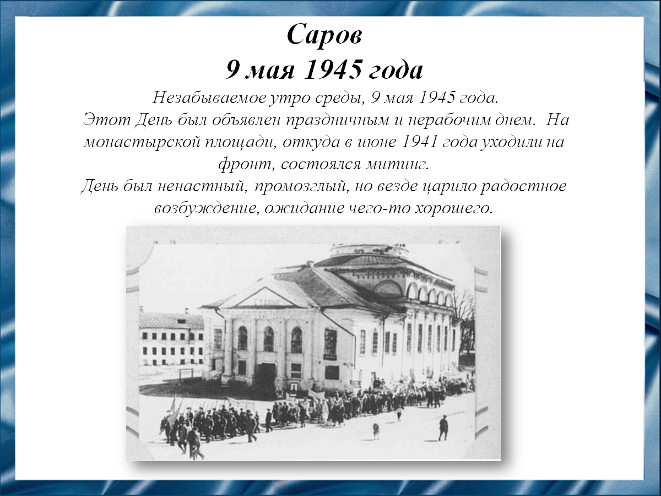 Саров
9 мая 1945 года
Незабываемое утро среды, 9 мая 1945 года.
Этот День был объявлен праздничным и нерабочим днем. На
монастырской площади, откуда в июне 1941 года уходили на
фронт, состоялся митинг.
День был ненастный, промозглый, но везде царило радостное
возбуждение, ожидание чего-то хорошего.